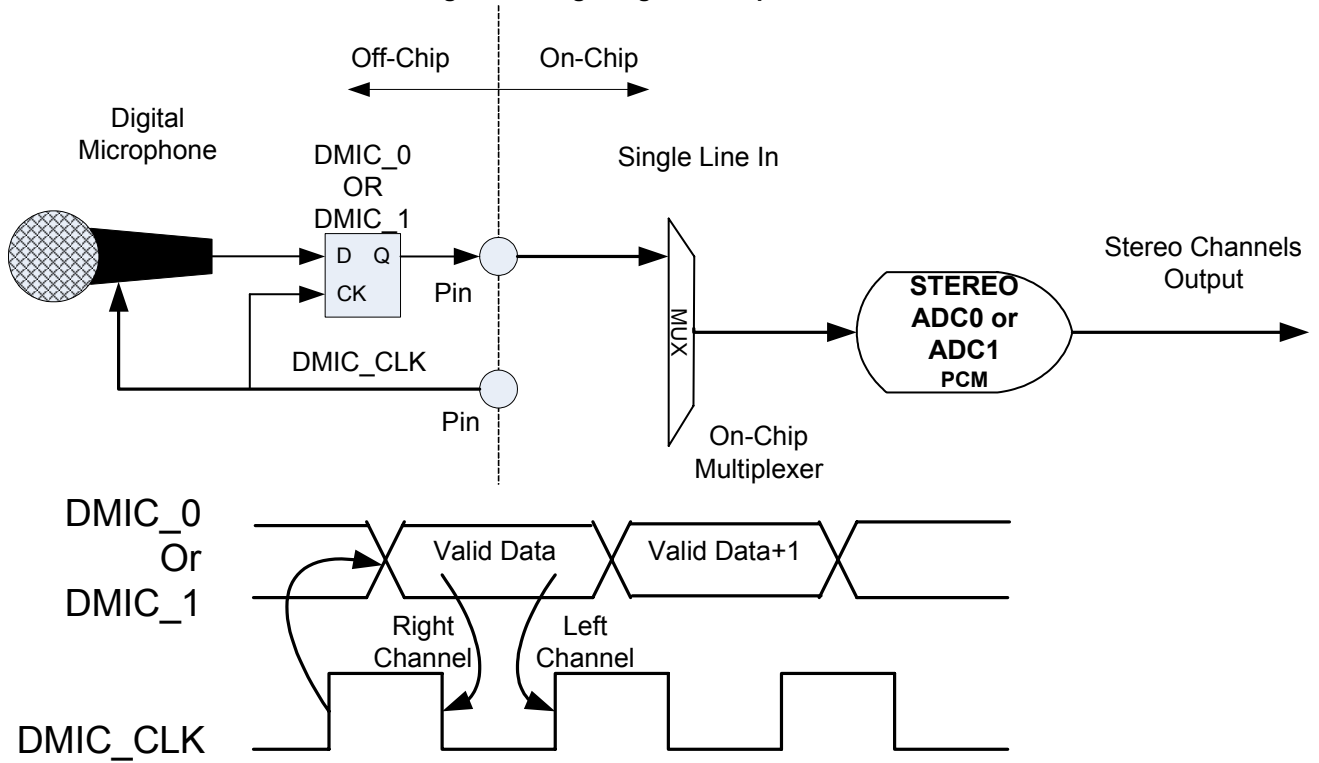 Off-Chip
On-Chip
Digital
Microphone
DMIC_0
OR
DMIC_1
Single Line In
D Q
CK
Pin
MUX
STEREO
ADC0 or
ADC1
PCM
Stereo Channels
Output
DMIC_CLK
Pin
On-Chip
Multiplexer
DMIC_0
Or
DMIC_1
Valid Data
Valid Data+1
Right
Channel
Left
Channel
DMIC_CLK